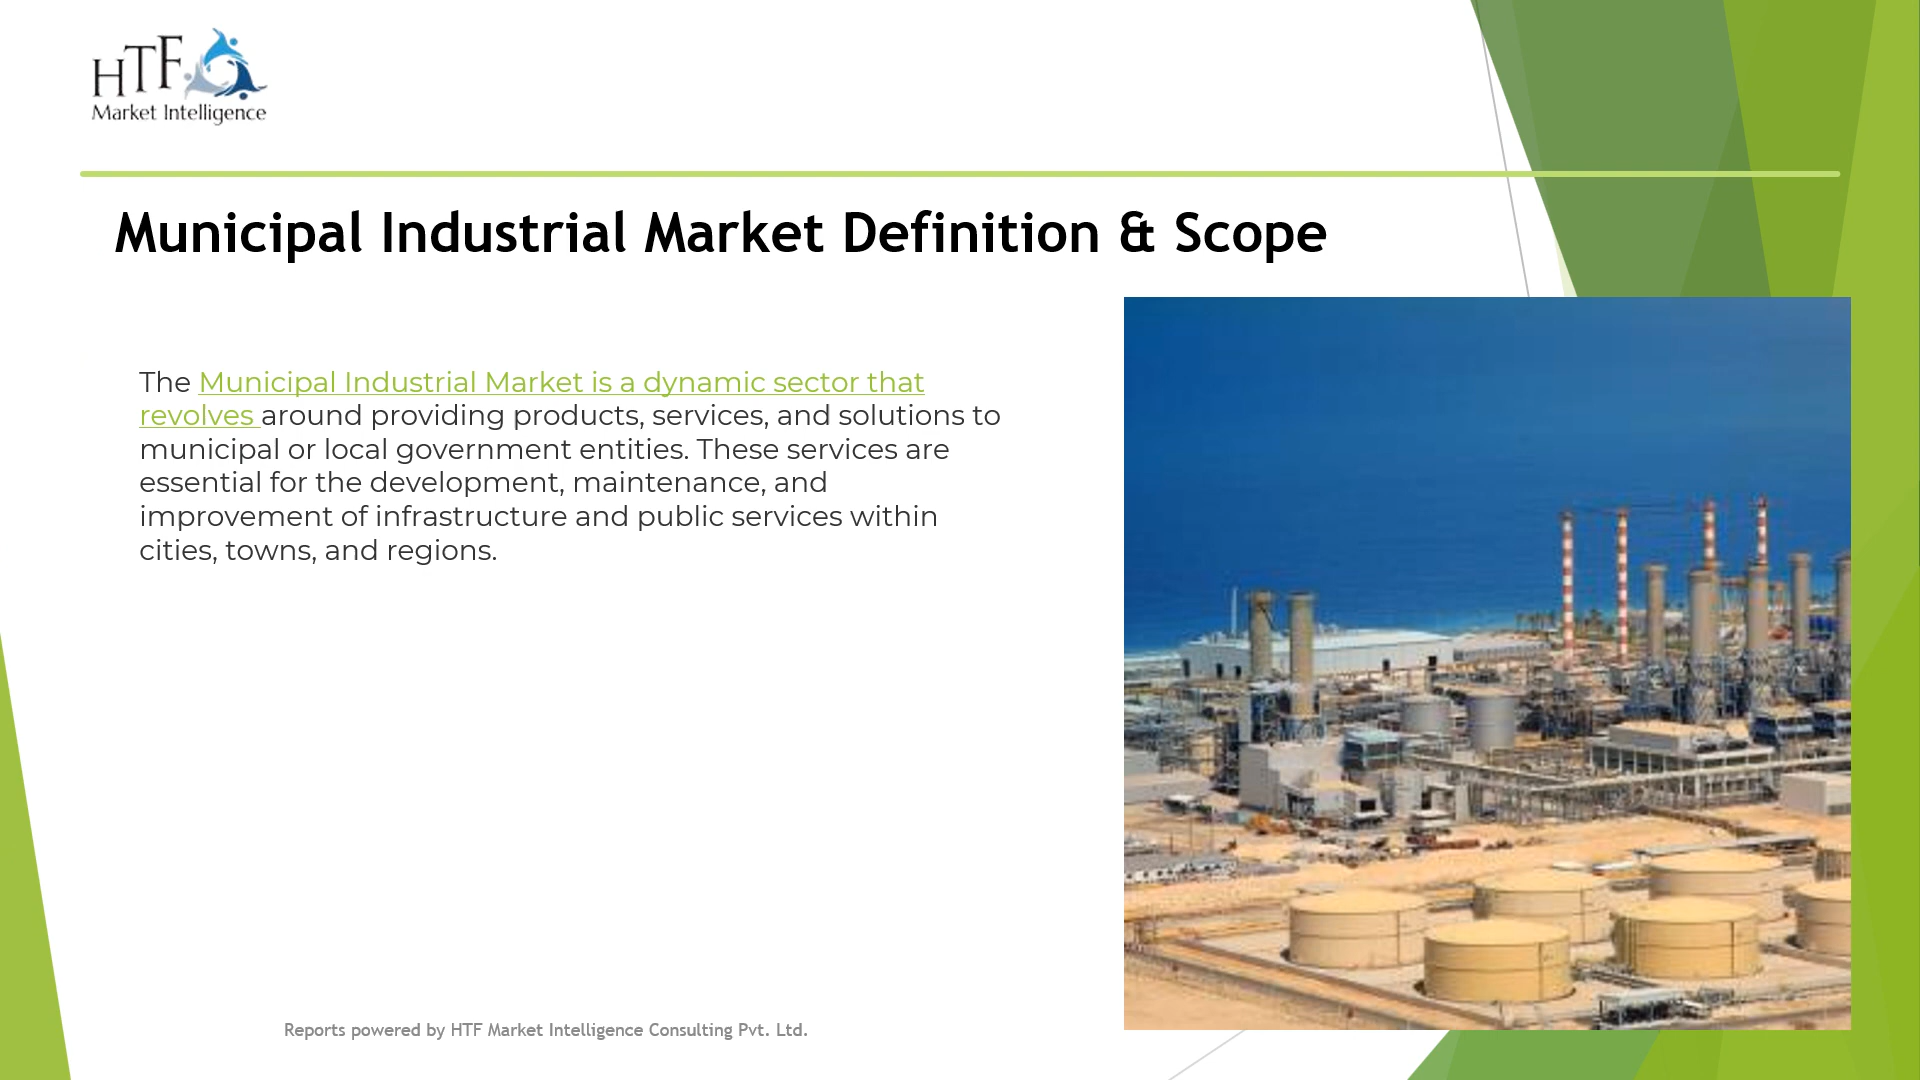 HTF
Market Intelligence
Municipal Industrial Market Definition & Scope
The Municipal Industrial Market is a dynamic sector that
revolves around providing products, services, and solutions to
municipal or local government entities. These services are
essential for the development, maintenance, and
improvement of infrastructure and public services within
cities, towns, and regions.
Reports powered by HTF Market Intelligence Consulting Pvt. Ltd.